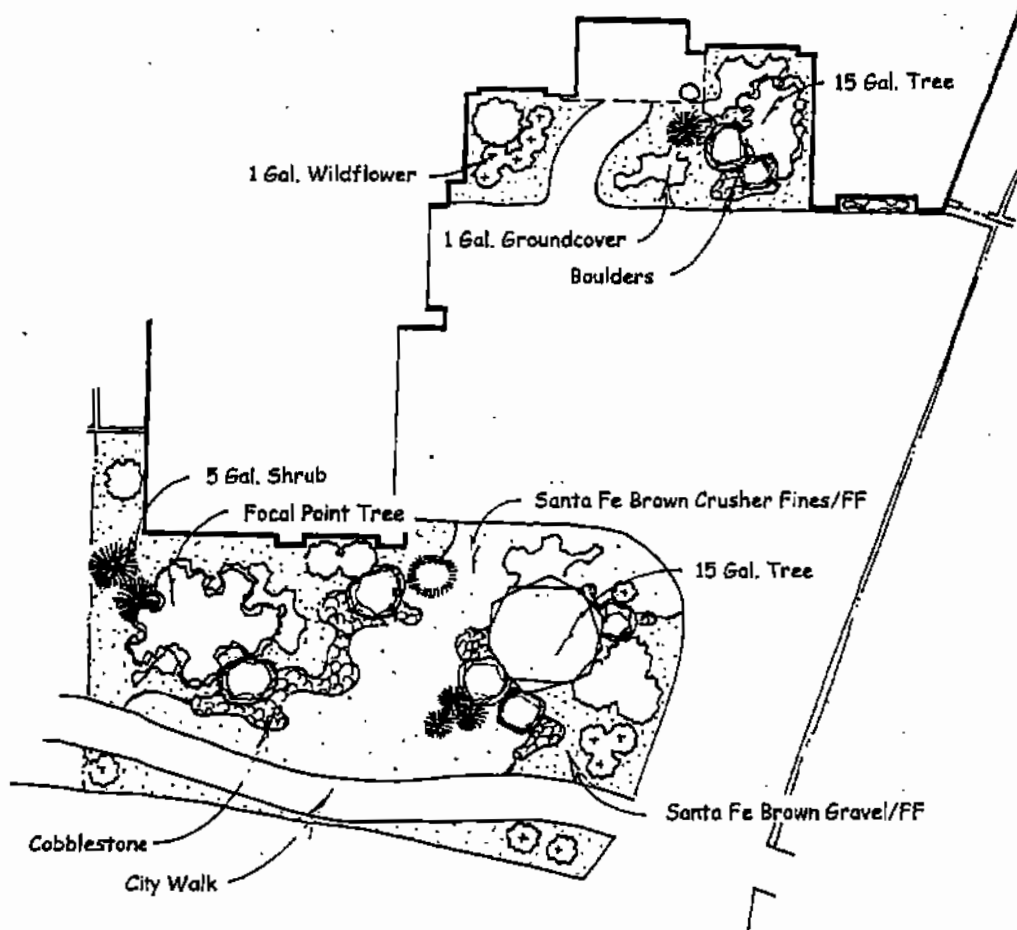 15 Gal. Tree
1 Gal. Wildflower
1 Gal. Groundcover
Boulders
5 Gal. Shrub
Focal Point Tree
Santa Fe Brown Crusher Fines/FF
15 Gal. Tree
Santa Fe Brown Gravel/FF
Cobblestone
City Walk